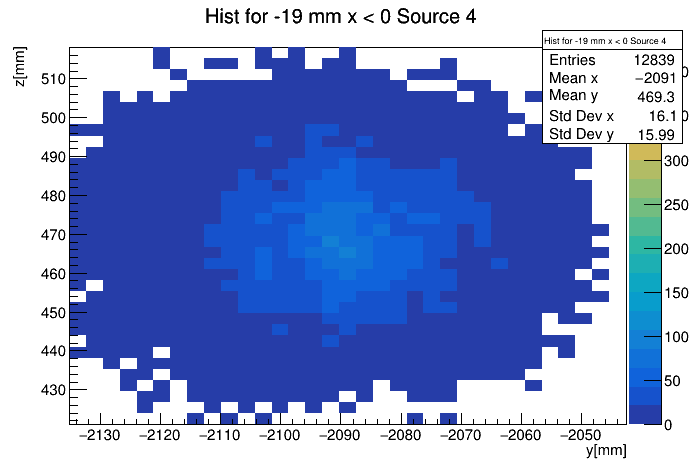 Hist for -19 mm x < 0 Source 4
z[mm]
Hist for -19 mm x < 0 Source 4
Entries 12839
Mean x −2091
Mean y 469.3
Std Dev x 16.1
Std Dev y 15.99
510
500
490
480
470
460
450
440
430
0
0
300
250
200
150
100
50
0
−2130 −2120 −2110 −2100 −2090 −2080 −2070 −2060 −2050
y[mm]